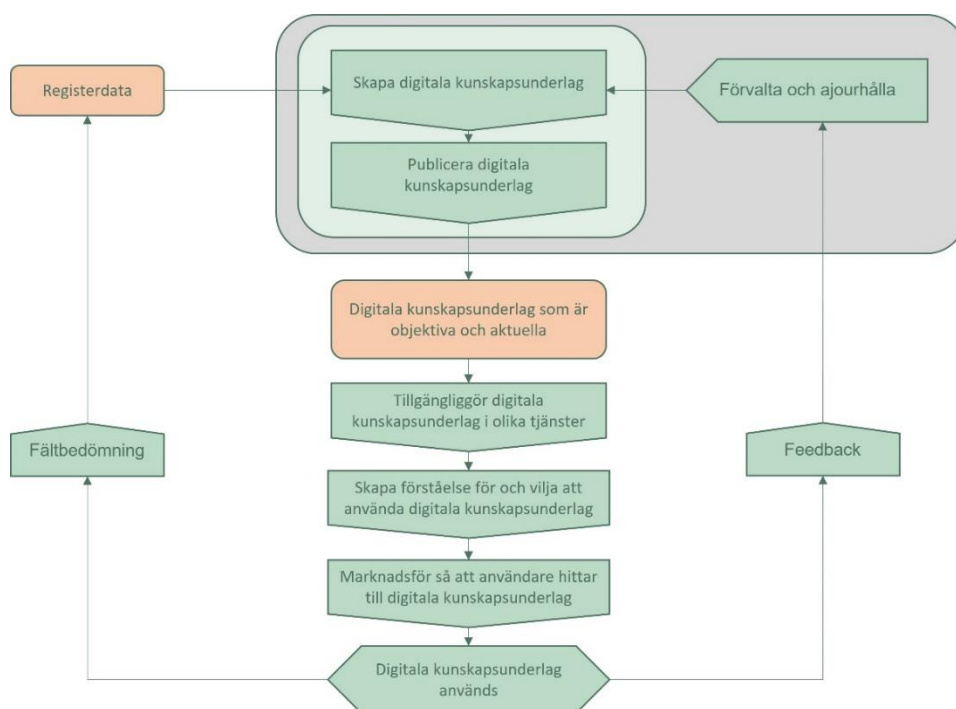 Skapa digitala kunskapsunderlag
Registerdata
Förvalta och ajourhålla
Publicera digitala
kunskapsunderlag
Digitala kunskapsunderlag som är
objektiva och aktuella
Tillgängliggör digitala
kunskapsunderlag i olika tjänster
Fältbedömning
Feedback
Skapa förståelse för och vilja att
använda digitala kunskapsunderlag
Marknadsför så att användare hittar
till digitala kunskapsunderlag
Digitala kunskapsunderlag
används